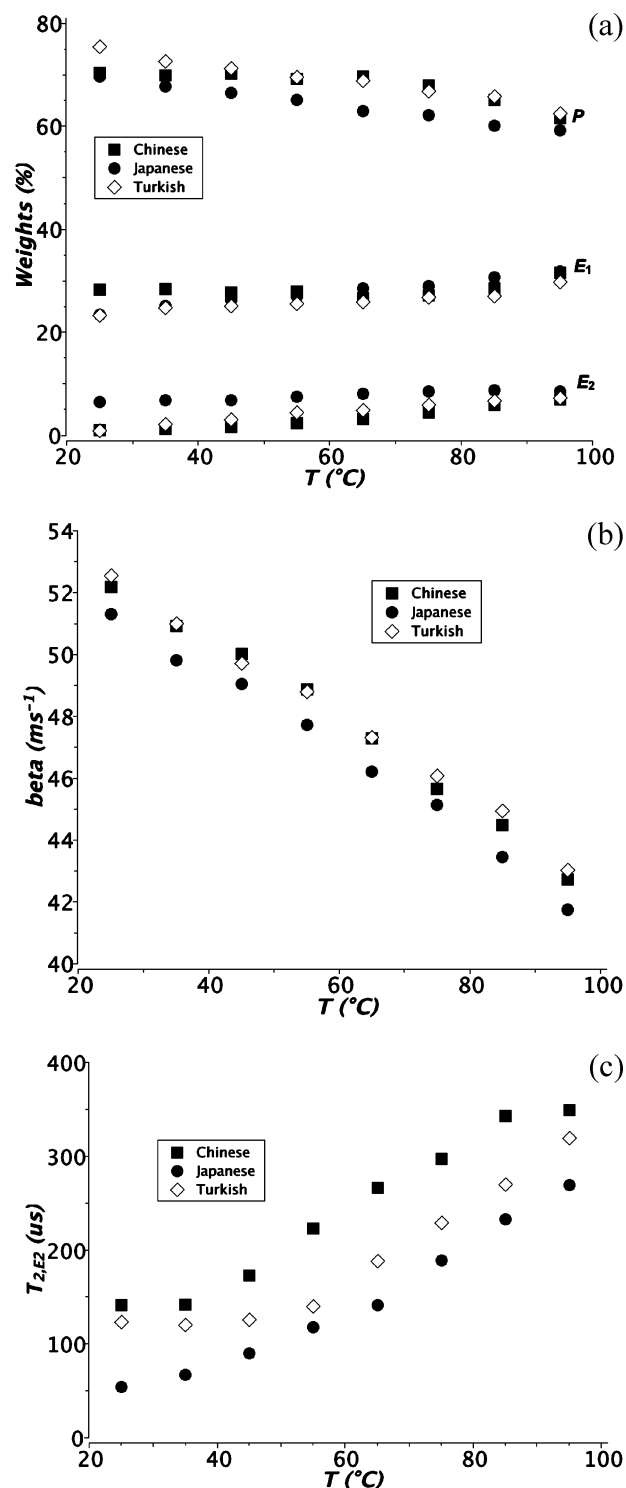 (a)
80
60
40
20
0
Weights (%)
Chinese
Japanese
Turkish
P
E1
E2
20 40 60 80 100
T (°C)
(b)
54
52
50
48
46
44
42
40
beta (ms⁻¹)
Chinese
Japanese
Turkish
20 40 60 80 100
T (°C)
(c)
400
300
200
100
0
T2,E2 (us)
Chinese
Japanese
Turkish
20 40 60 80 100
T (°C)